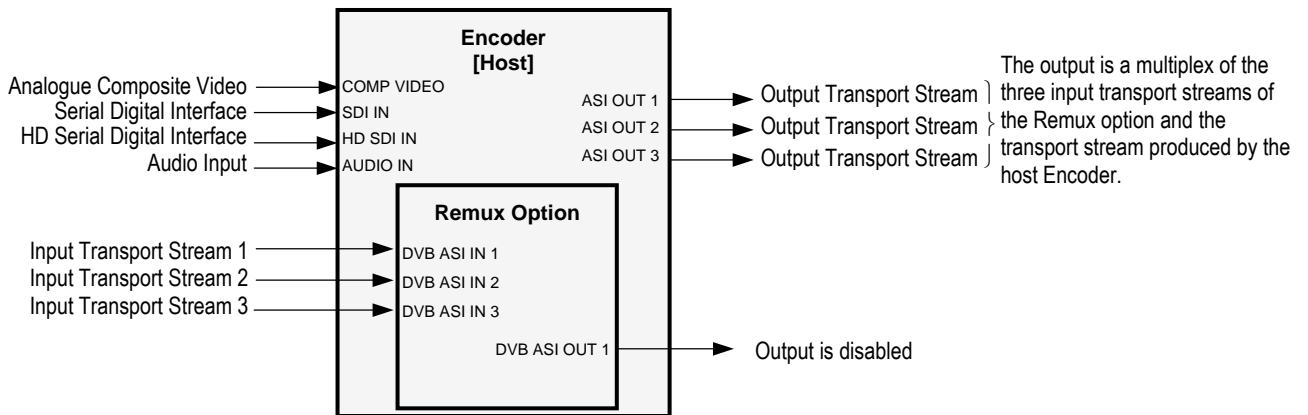 Encoder
[Host]
Analogue Composite Video
Serial Digital Interface
HD Serial Digital Interface
Audio Input
COMP VIDEO
SDI IN
HD SDI IN
AUDIO IN
ASI OUT 1
ASI OUT 2
ASI OUT 3
Output Transport Stream
Output Transport Stream
Output Transport Stream
The output is a multiplex of the
three input transport streams of
the Remux option and the
transport stream produced by the
host Encoder.
Remux Option
Input Transport Stream 1
Input Transport Stream 2
Input Transport Stream 3
DVB ASI IN 1
DVB ASI IN 2
DVB ASI IN 3
DVB ASI OUT 1
Output is disabled